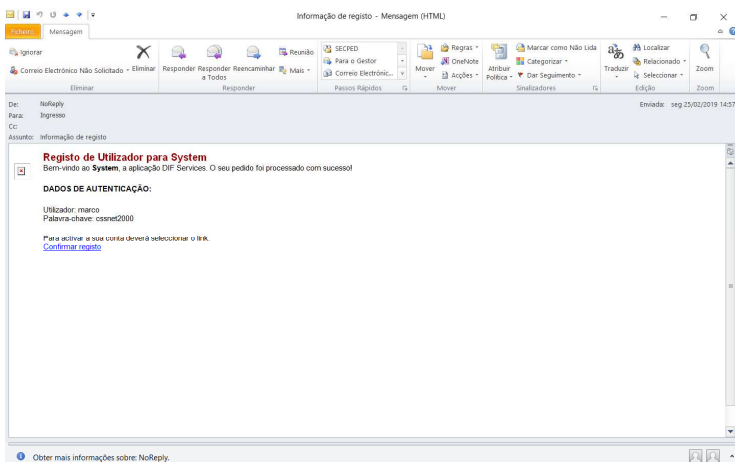 Informação de registo - Mensagem (HTML)
Ficheiro Mensagem
Ignorar
Correio Electrónico Não Solicitado
Eliminar
Responder Responder a Todos Reencaminhar
Reunião
Mais
SECPED
Para o Gestor
Correio Electrónic...
Mover
Regras
OneNote
Acções
Atribuir Política
Marcar como Não Lida
Categorizar
Dar Seguimento
Traduzir
Localizar
Relacionado
Seleccionar
Zoom
Eliminar Responder Passos Rápidos Mover Sinalizadores Edição Zoom
De: NoReply Enviada: seg 25/02/2019 14:57
Para: Ingresso
Cc:
Assunto: Informação de registo
Registo de Utilizador para System
Bem-vindo ao System, a aplicação DIF Services. O seu pedido foi processado com sucesso!
DADOS DE AUTENTICAÇÃO:
Utilizador: marco
Palavra-chave: cssnet2000
Para activar a sua conta deverá seleccionar o link.
Confirmar registo
Obter mais informações sobre: NoReply.